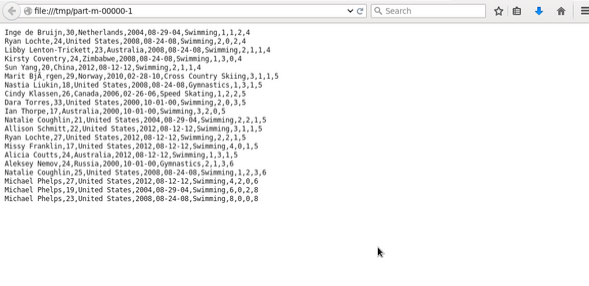 file:///tmp/part-m-00000-1
Search
Inge de Bruijn,30,Netherlands,2004,08-29-04,Swimming,1,1,2,4
Ryan Lochte,24,United States,2008,08-24-08,Swimming,2,0,2,4
Libby Lenton-Trickett,23,Australia,2008,08-24-08,Swimming,2,1,1,4
Kirsty Coventry,24,Zimbabwe,2008,08-24-08,Swimming,1,3,0,4
Sun Yang,20,China,2012,08-12-12,Swimming,2,1,1,4
Marit BjÃ¸rgen,29,Norway,2010,02-28-10,Cross Country Skiing,3,1,1,5
Nastia Liukin,18,United States,2008,08-24-08,Gymnastics,1,3,1,5
Cindy Klassen,26,Canada,2006,02-26-06,Speed Skating,1,2,2,5
Dara Torres,33,United States,2000,10-01-00,Swimming,2,0,3,5
Ian Thorpe,17,Australia,2000,10-01-00,Swimming,3,2,0,5
Natalie Coughlin,21,United States,2004,08-29-04,Swimming,2,2,1,5
Allison Schmitt,22,United States,2012,08-12-12,Swimming,3,1,1,5
Ryan Lochte,27,United States,2012,08-12-12,Swimming,2,2,1,5
Missy Franklin,17,United States,2012,08-12-12,Swimming,4,0,1,5
Alicia Coutts,24,Australia,2012,08-12-12,Swimming,1,3,1,5
Aleksey Nemov,24,Russia,2000,10-01-00,Gymnastics,2,1,3,6
Natalie Coughlin,25,United States,2008,08-24-08,Swimming,1,2,3,6
Michael Phelps,27,United States,2012,08-12-12,Swimming,4,2,0,6
Michael Phelps,19,United States,2004,08-29-04,Swimming,6,0,2,8
Michael Phelps,23,United States,2008,08-24-08,Swimming,8,0,0,8